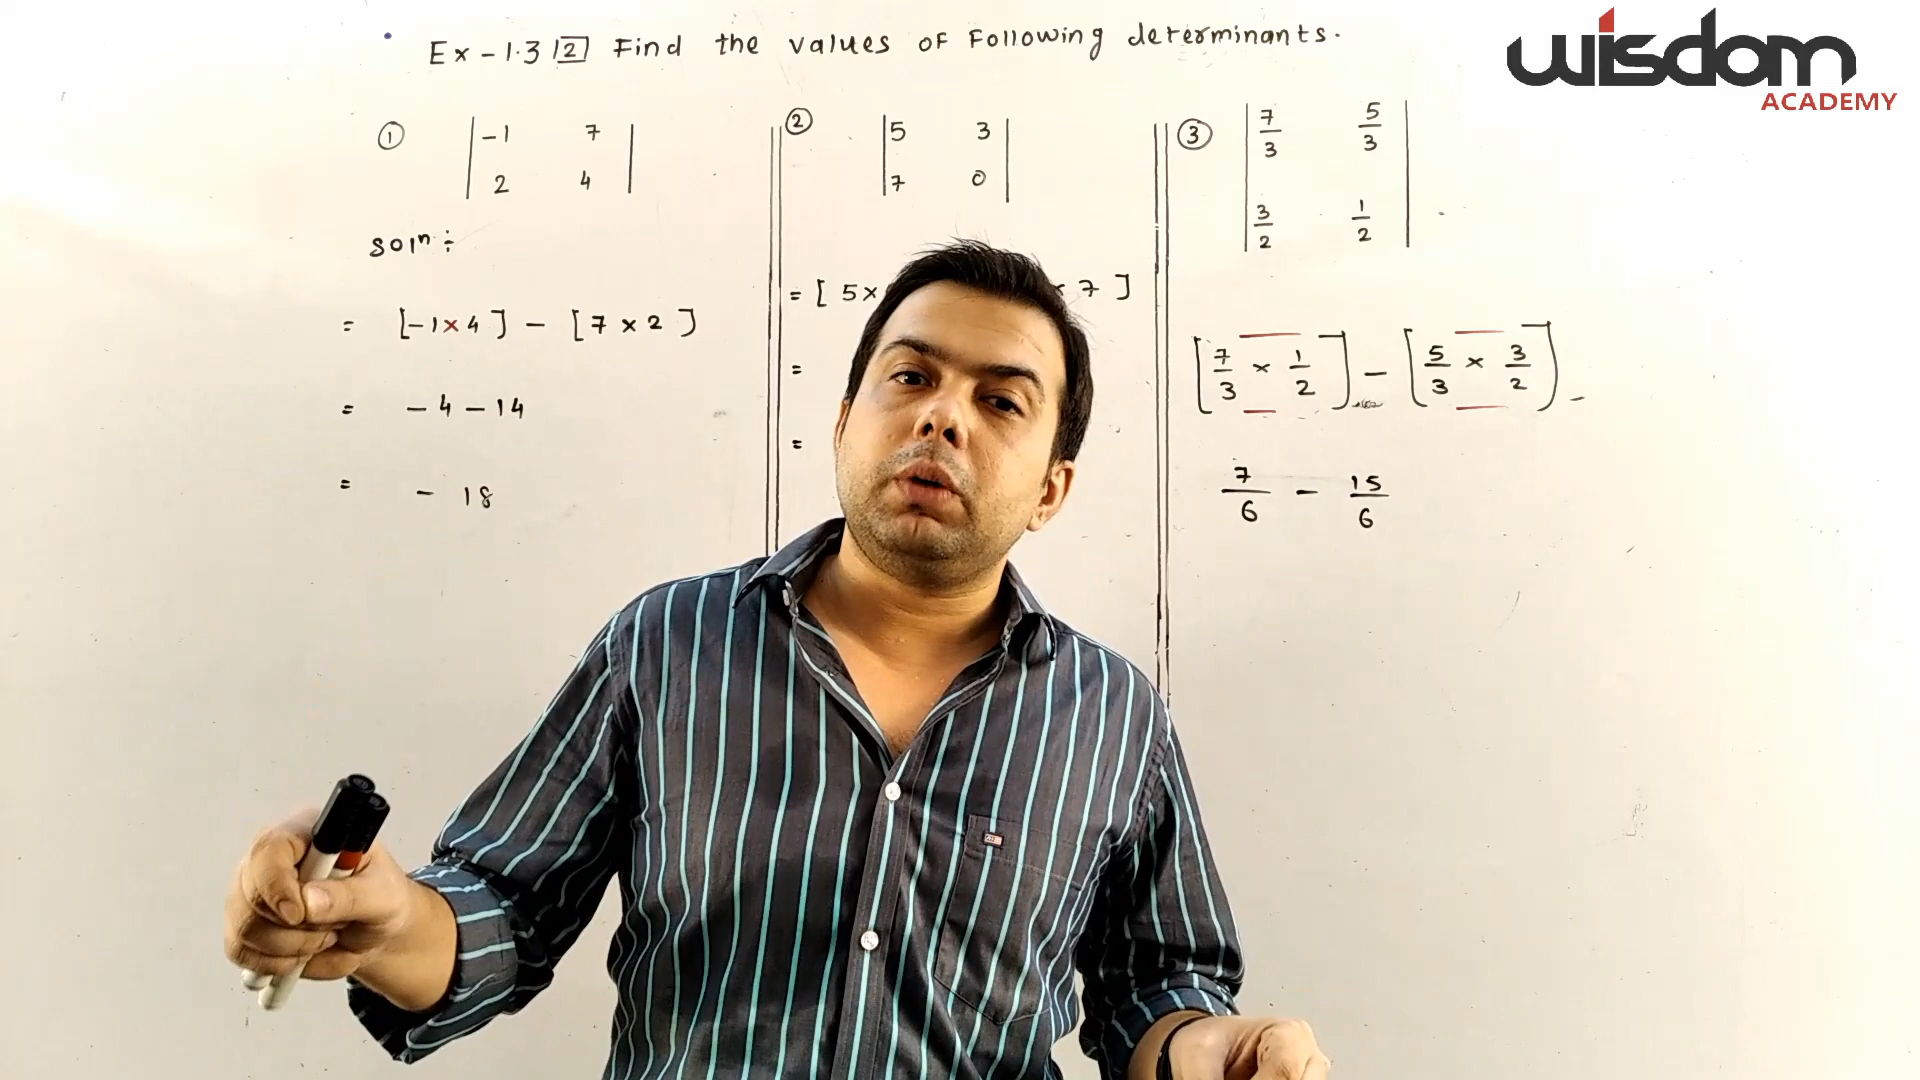 Ex - 1.3 [2] Find the values of Following determinants.
wisdom
ACADEMY
① | -1 7 |
| 2 4 |
Solⁿ ÷
= [-1 × 4] - [7 × 2]
= - 4 - 14
= - 18
② | 5 3 |
| 7 0 |
= [ 5 × 7 ]
=
=
③ | 7/3 5/3 |
| 3/2 1/2 |
[7/3 × 1/2] - [5/3 × 3/2]
7/6 - 15/6